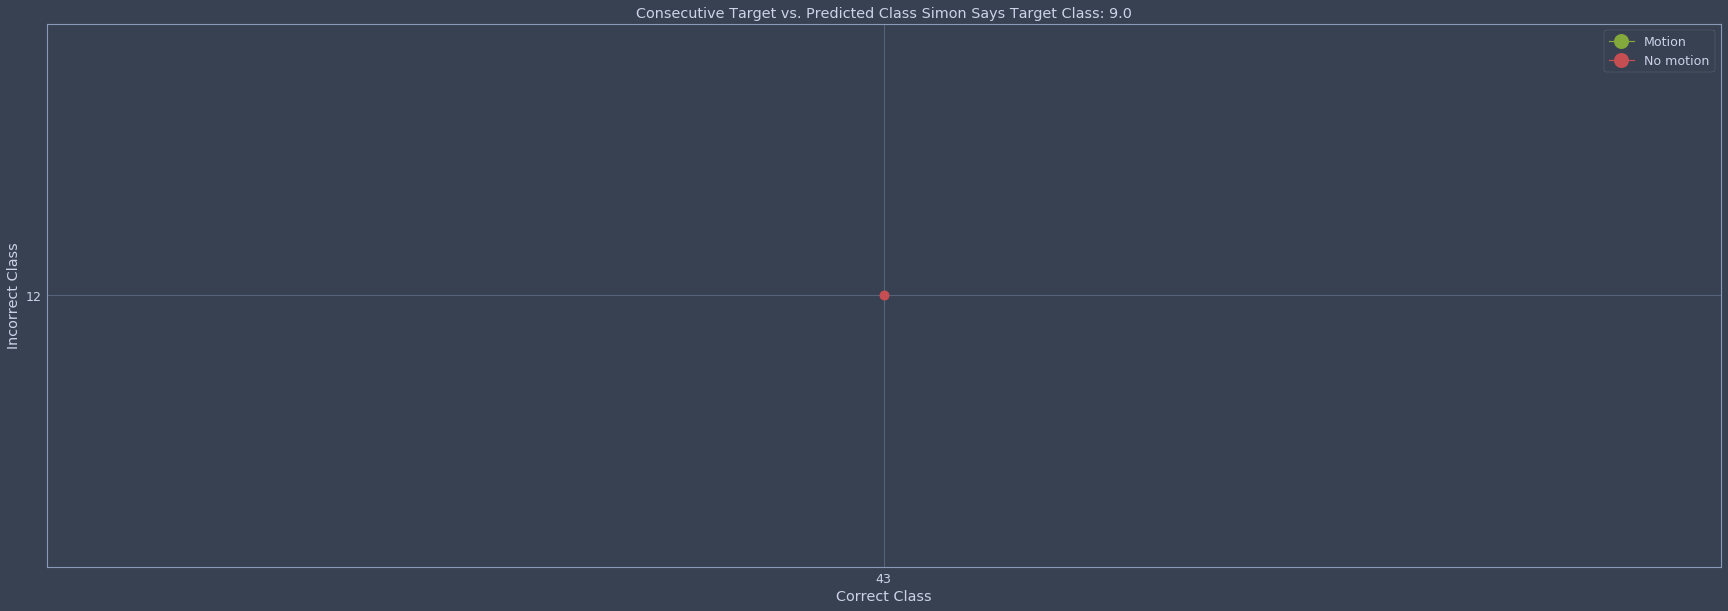 Consecutive Target vs. Predicted Class Simon Says Target Class: 9.0
Motion
No motion
Incorrect Class
12
43
Correct Class